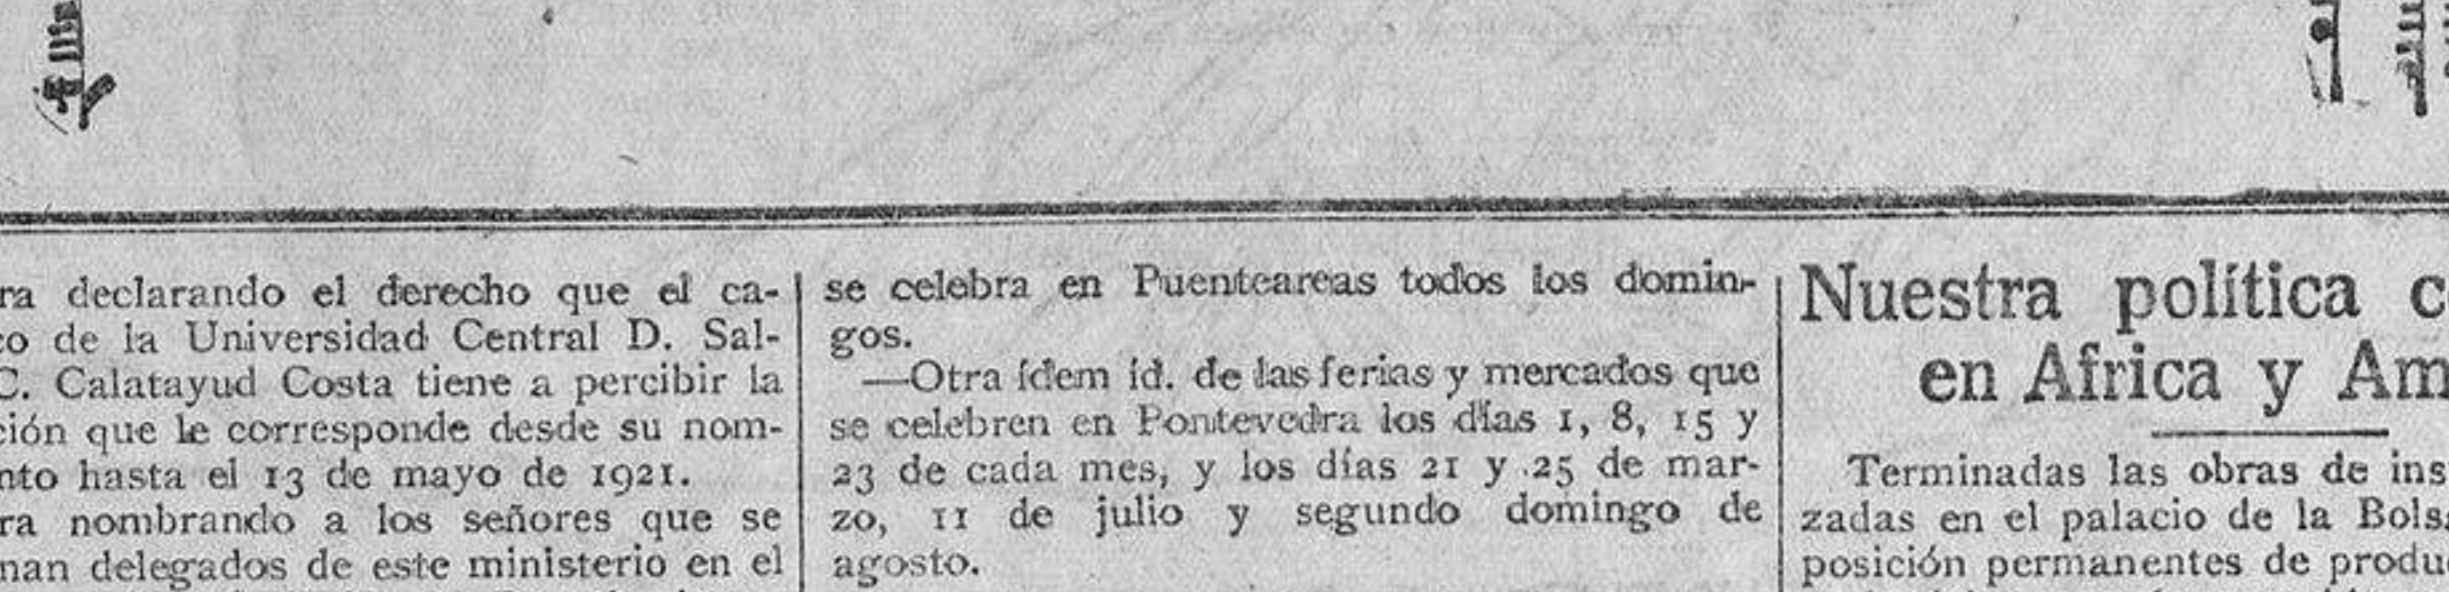 ra declarando el derecho que el ca-
co de la Universidad Central D. Sal-
C. Calatayud Costa tiene a percibir la
ción que le corresponde desde su nom-
nto hasta el 13 de mayo de 1921.
ra nombrando a los señores que se
nan delegados de este ministerio en el
se celebra en Puenteareas todos los domin-
gos.
—Otra ídem íd. de las ferias y mercados que
se celebren en Pontevedra los días 1, 8, 15 y
23 de cada mes, y los días 21 y 25 de mar-
zo, 11 de julio y segundo domingo de
agosto.
Nuestra política c
en Africa y Am
Terminadas las obras de ins
zadas en el palacio de la Bols
posición permanentes de produ